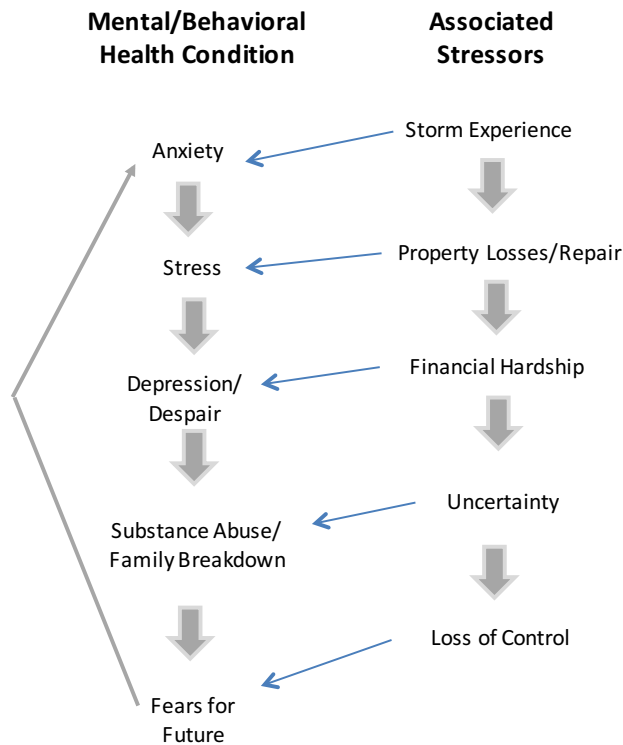 Mental/Behavioral
Health Condition
Associated
Stressors
Anxiety
Storm Experience
Stress
Property Losses/Repair
Depression/
Despair
Financial Hardship
Substance Abuse/
Family Breakdown
Uncertainty
Fears for
Future
Loss of Control